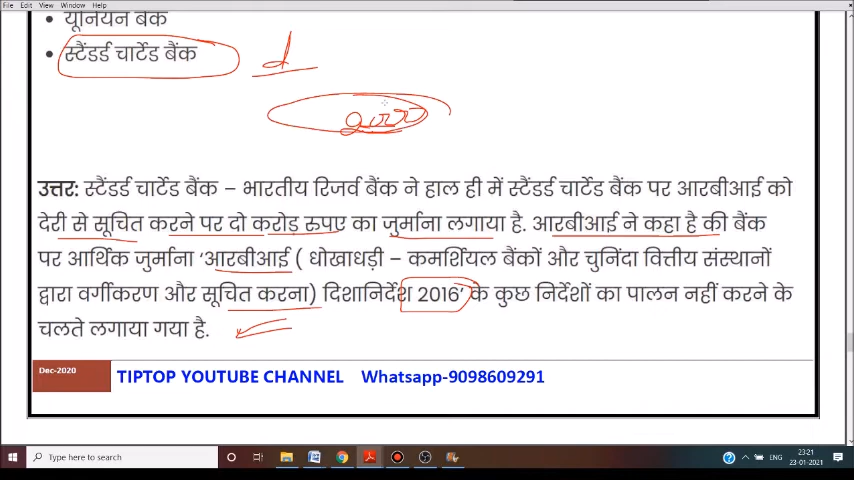 File Edit View Window Help
• यूनियन बैंक
• स्टैंडर्ड चार्टेड बैंक
d
उत्तर: स्टैंडर्ड चार्टेड बैंक – भारतीय रिजर्व बैंक ने हाल ही में स्टैंडर्ड चार्टेड बैंक पर आरबीआई को
देरी से सूचित करने पर दो करोड़ रुपए का जुर्माना लगाया है. आरबीआई ने कहा है की बैंक
पर आर्थिक जुर्माना ‘आरबीआई ( धोखाधड़ी – कमर्शियल बैंकों और चुनिंदा वित्तीय संस्थानों
द्वारा वर्गीकरण और सूचित करना) दिशानिर्देश 2016’ के कुछ निर्देशों का पालन नहीं करने के
चलते लगाया गया है.
Dec-2020 TIPTOP YOUTUBE CHANNEL Whatsapp-9098609291
Type here to search
ENG
23:21
23-01-2021